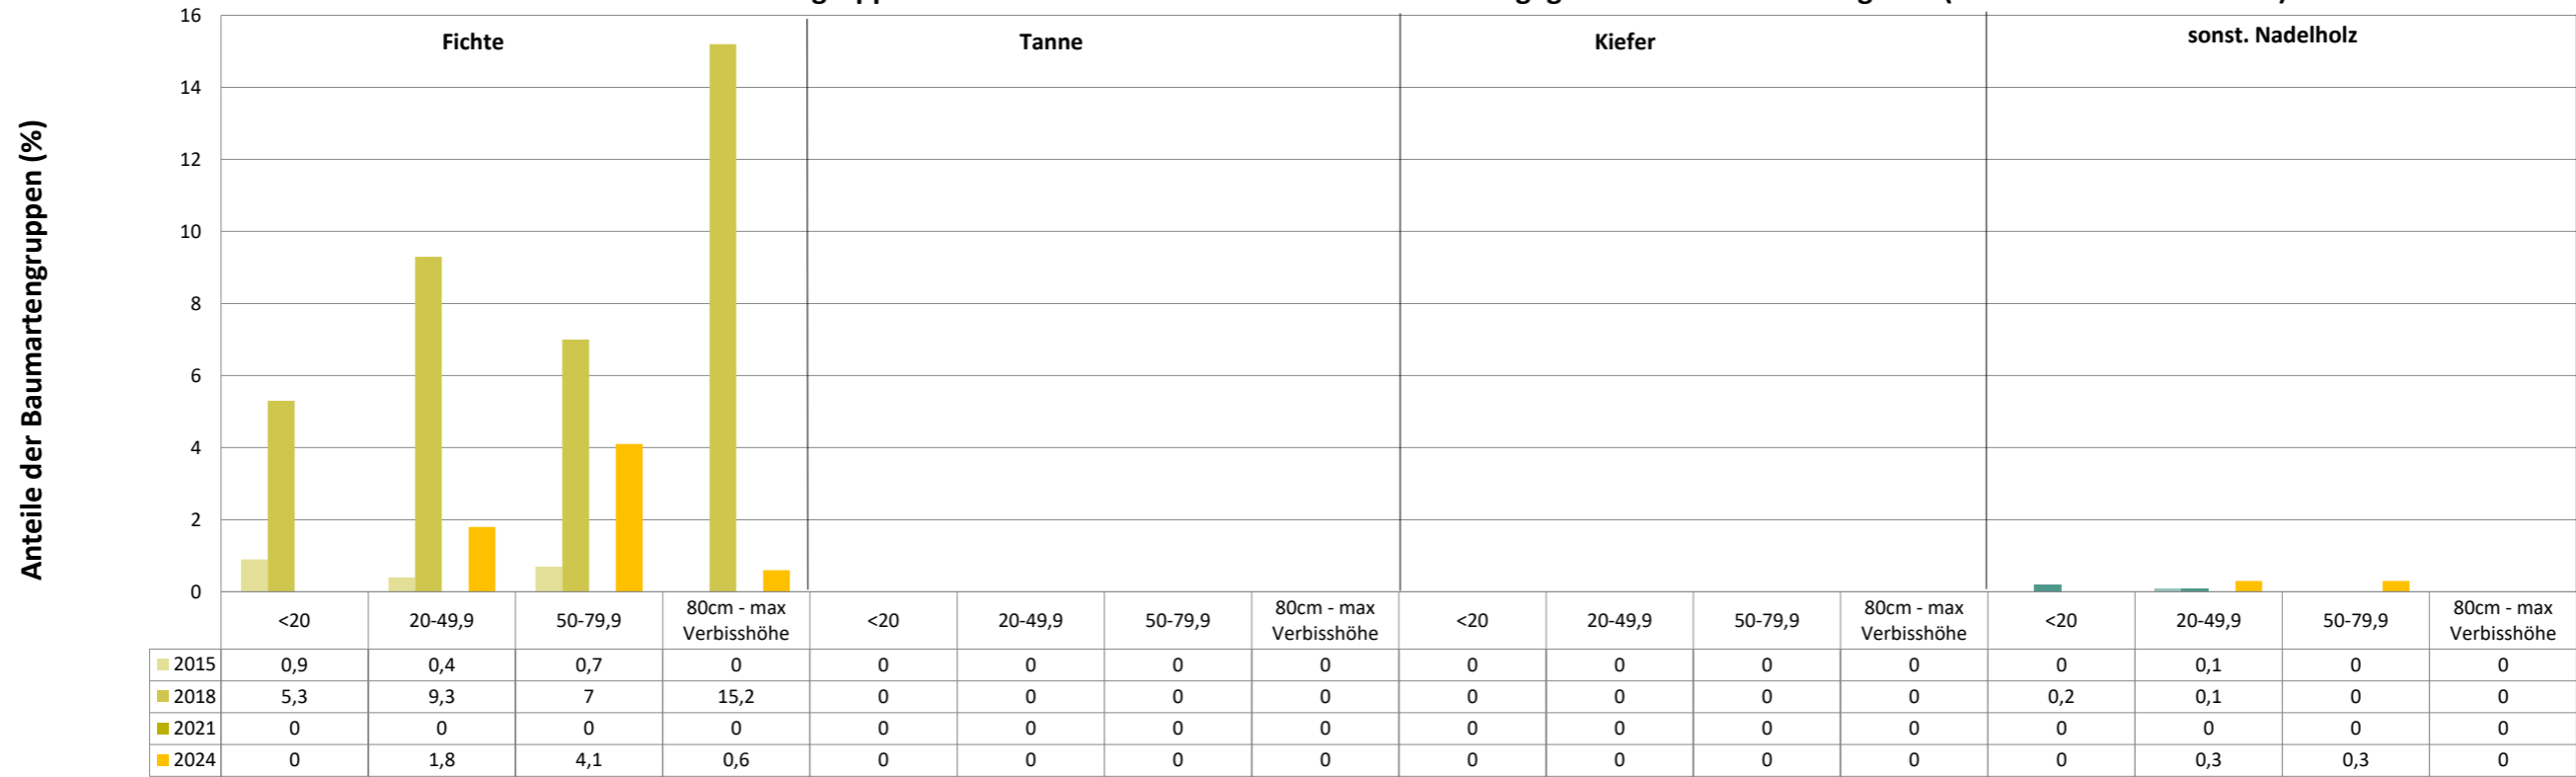 Anteile der Baumartengruppen (%)
16
14
12
10
8
6
4
2
0
Fichte
Tanne
Kiefer
sonst. Nadelholz
<20 20-49,9 50-79,9 80cm - max Verbisshöhe <20 20-49,9 50-79,9 80cm - max Verbisshöhe <20 20-49,9 50-79,9 80cm - max Verbisshöhe <20 20-49,9 50-79,9 80cm - max Verbisshöhe
2015 0,9 0,4 0,7 0 0 0 0 0 0 0 0 0 0 0,1 0 0
2018 5,3 9,3 7 15,2 0 0 0 0 0 0 0 0 0,2 0,1 0 0
2021 0 0 0 0 0 0 0 0 0 0 0 0 0 0 0 0
2024 0 1,8 4,1 0,6 0 0 0 0 0 0 0 0 0 0,3 0,3 0